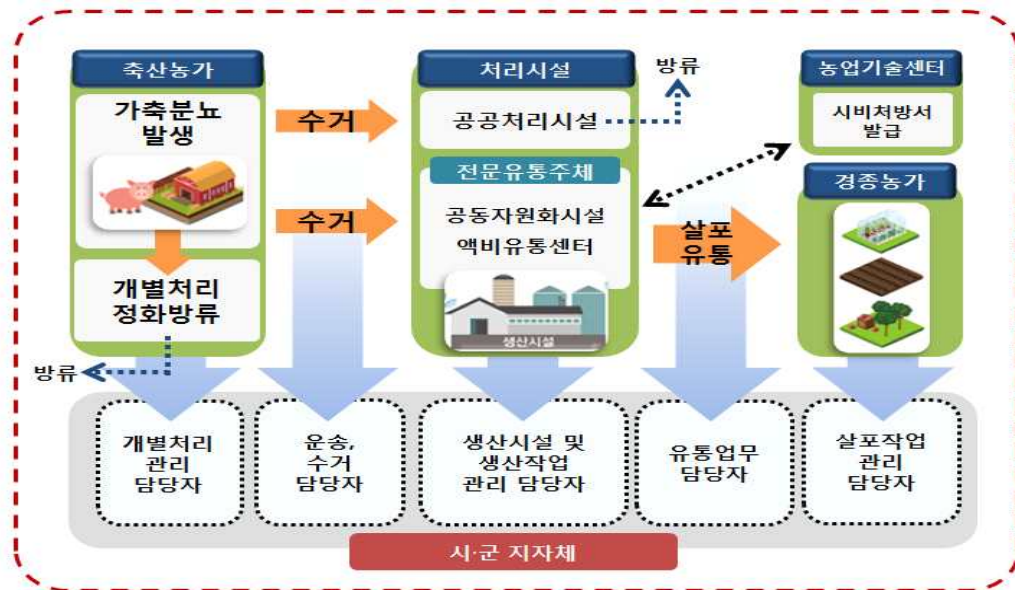 축산농가
가축분뇨
발생
개별처리
정화방류
방류
수거
수거
처리시설
공공처리시설
방류
전문유통주체
공동자원화시설
액비유통센터
생산시설
살포
유통
농업기술센터
시비처방서
발급
경종농가
개별처리
관리
담당자
운송,
수거
담당자
생산시설 및
생산작업
관리 담당자
유통업무
담당자
살포작업
관리
담당자
시·군 지자체